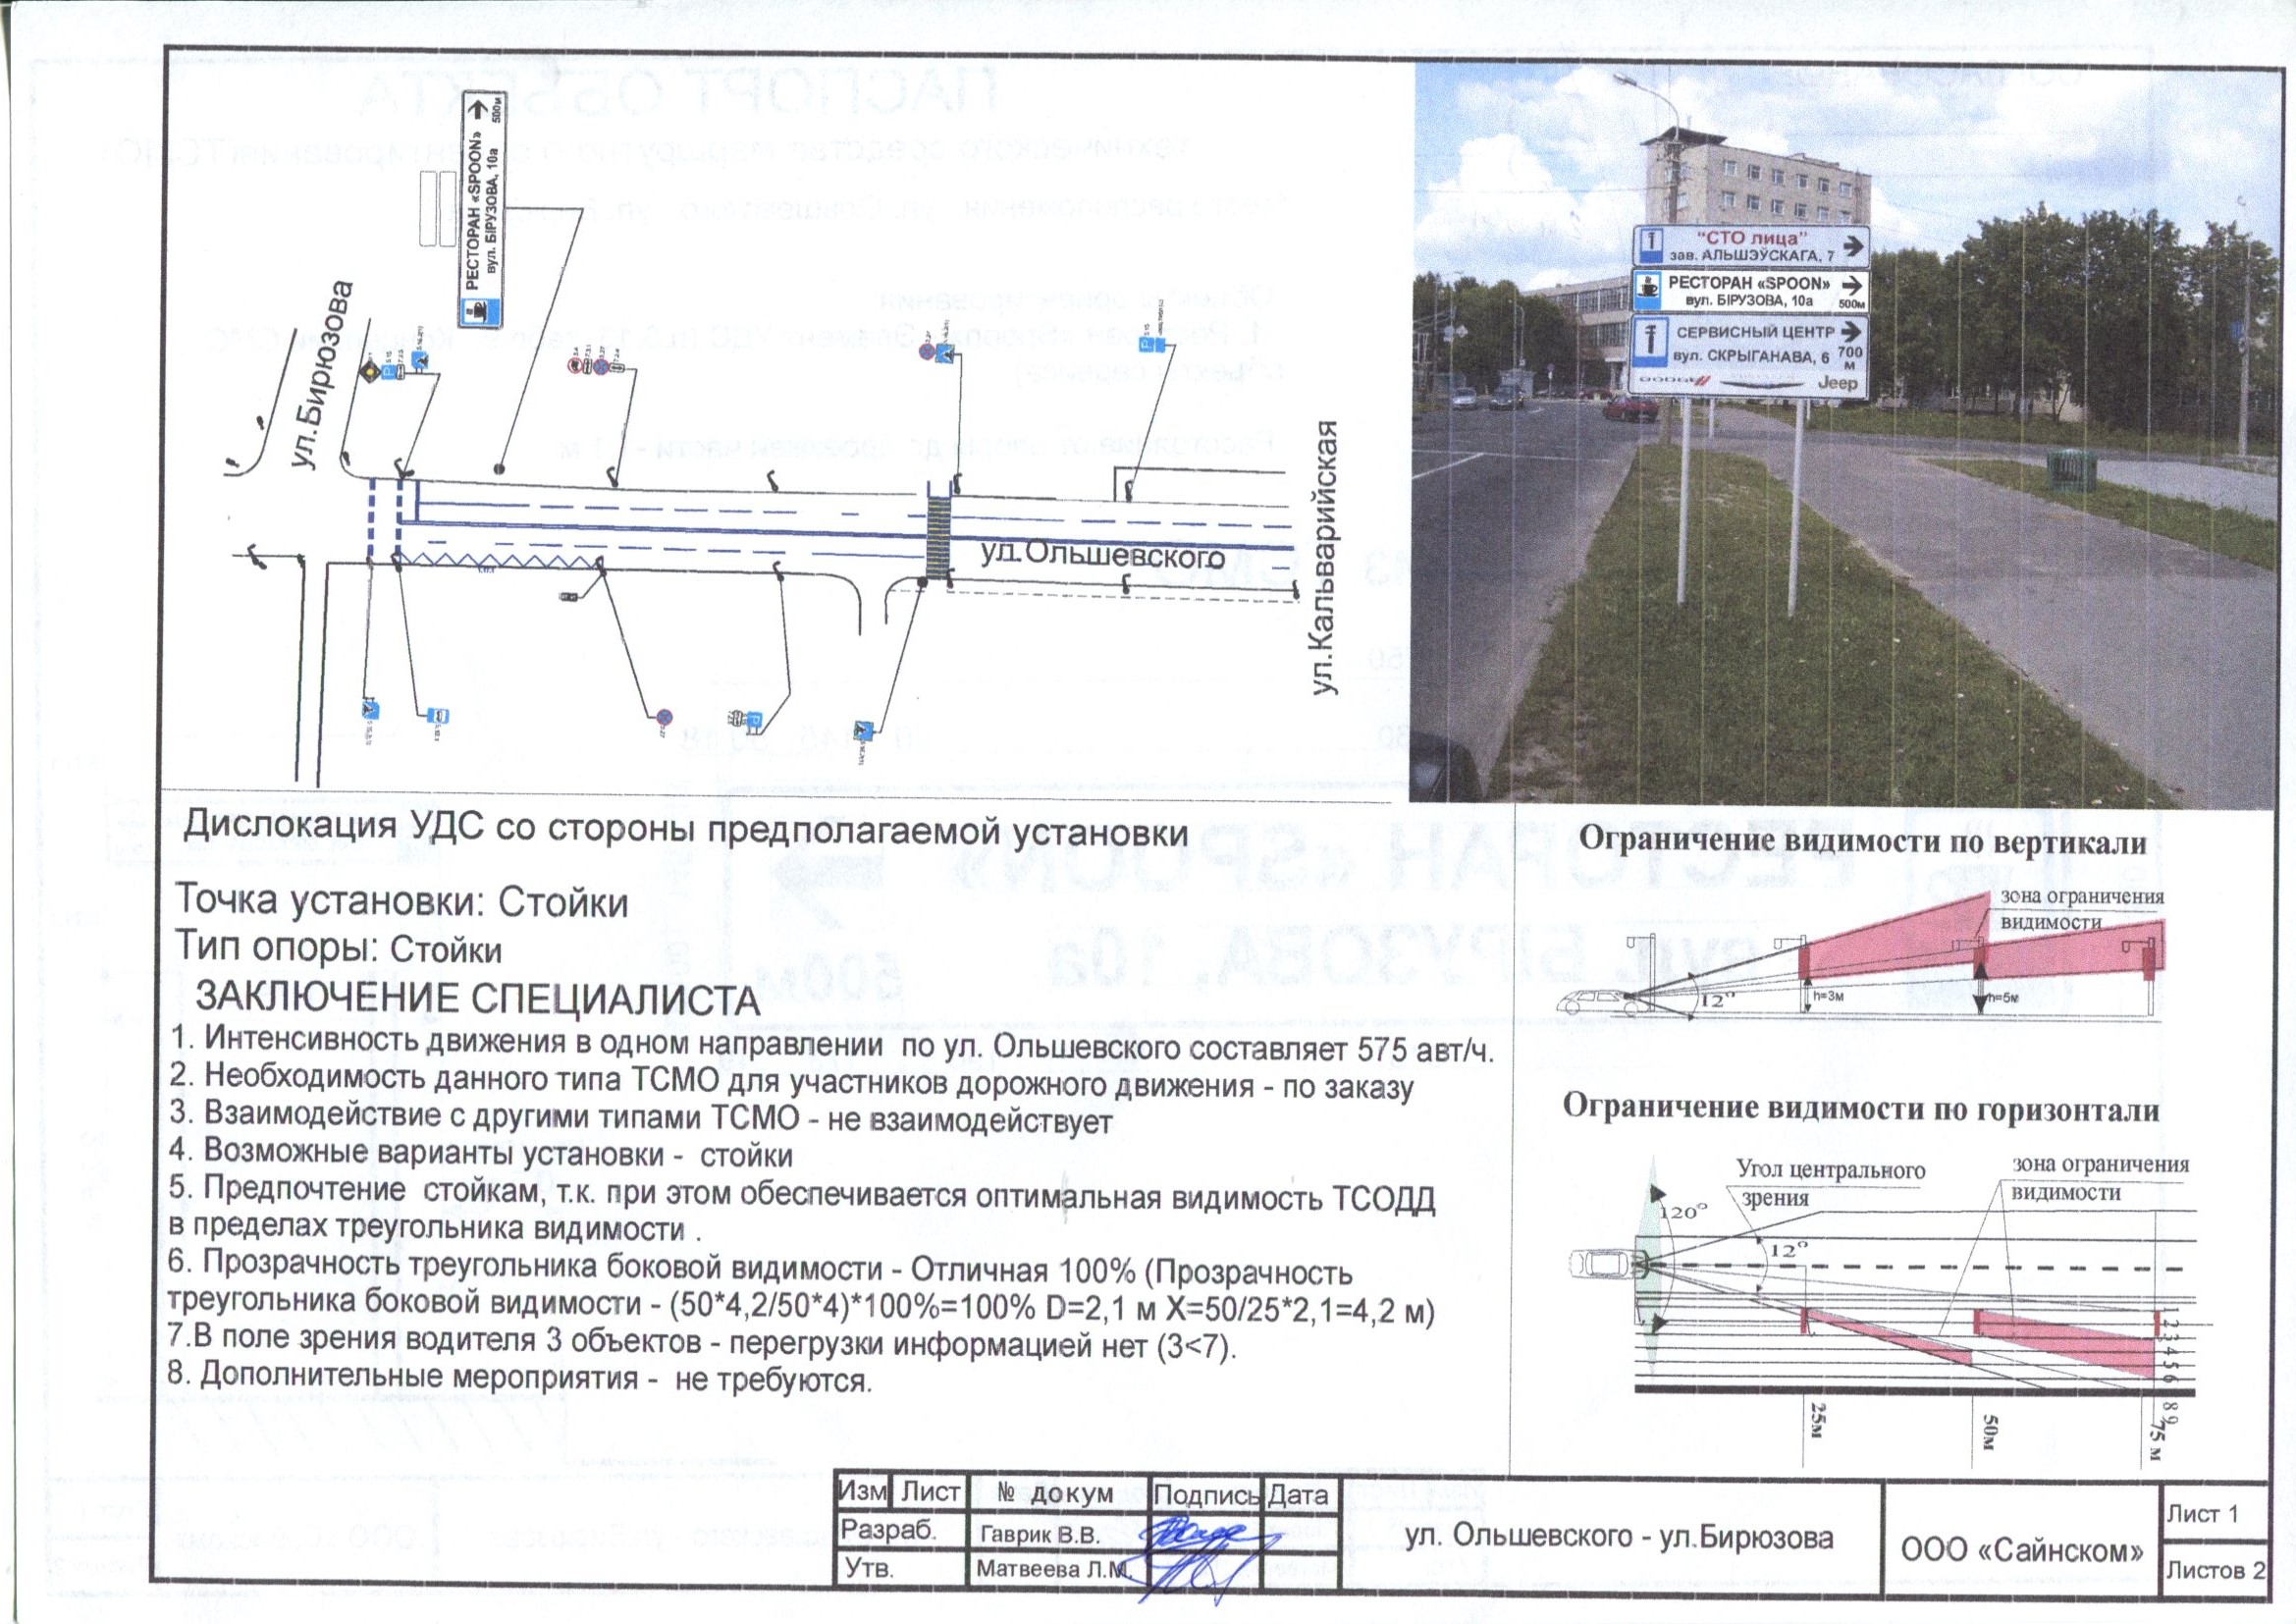 РЕСТОРАН «SPOON»
вул. БІРУЗОВА, 10а
500м
ул.Бирюзова
ул.Ольшевского
ул.Кальварийская
"СТО лица"
зав. АЛЬШЭЎСКАГА, 7
РЕСТОРАН «SPOON»
вул. БІРУЗОВА, 10а
500м
СЕРВИСНЫЙ ЦЕНТР
вул. СКРЫГАНАВА, 6
700 м
DODGE
Jeep
Дислокация УДС со стороны предполагаемой установки
Точка установки: Стойки
Тип опоры: Стойки
ЗАКЛЮЧЕНИЕ СПЕЦИАЛИСТА
1. Интенсивность движения в одном направлении по ул. Ольшевского составляет 575 авт/ч.
2. Необходимость данного типа ТСМО для участников дорожного движения - по заказу
3. Взаимодействие с другими типами ТСМО - не взаимодействует
4. Возможные варианты установки - стойки
5. Предпочтение стойкам, т.к. при этом обеспечивается оптимальная видимость ТСОДД
в пределах треугольника видимости .
6. Прозрачность треугольника боковой видимости - Отличная 100% (Прозрачность
треугольника боковой видимости - (50*4,2/50*4)*100%=100% D=2,1 м X=50/25*2,1=4,2 м)
7.В поле зрения водителя 3 объектов - перегрузки информацией нет (3<7).
8. Дополнительные мероприятия - не требуются.
Ограничение видимости по вертикали
зона ограничения
видимости
12°
h=3м
h=5м
Ограничение видимости по горизонтали
Угол центрального
зрения
зона ограничения
видимости
120°
12°
1 2 3 4 5 6
8 9
25м
50м
75 м
Изм Лист № докум Подпись Дата
Разраб. Гаврик В.В.
Утв. Матвеева Л.М.
ул. Ольшевского - ул.Бирюзова
ООО «Сайнском»
Лист 1
Листов 2